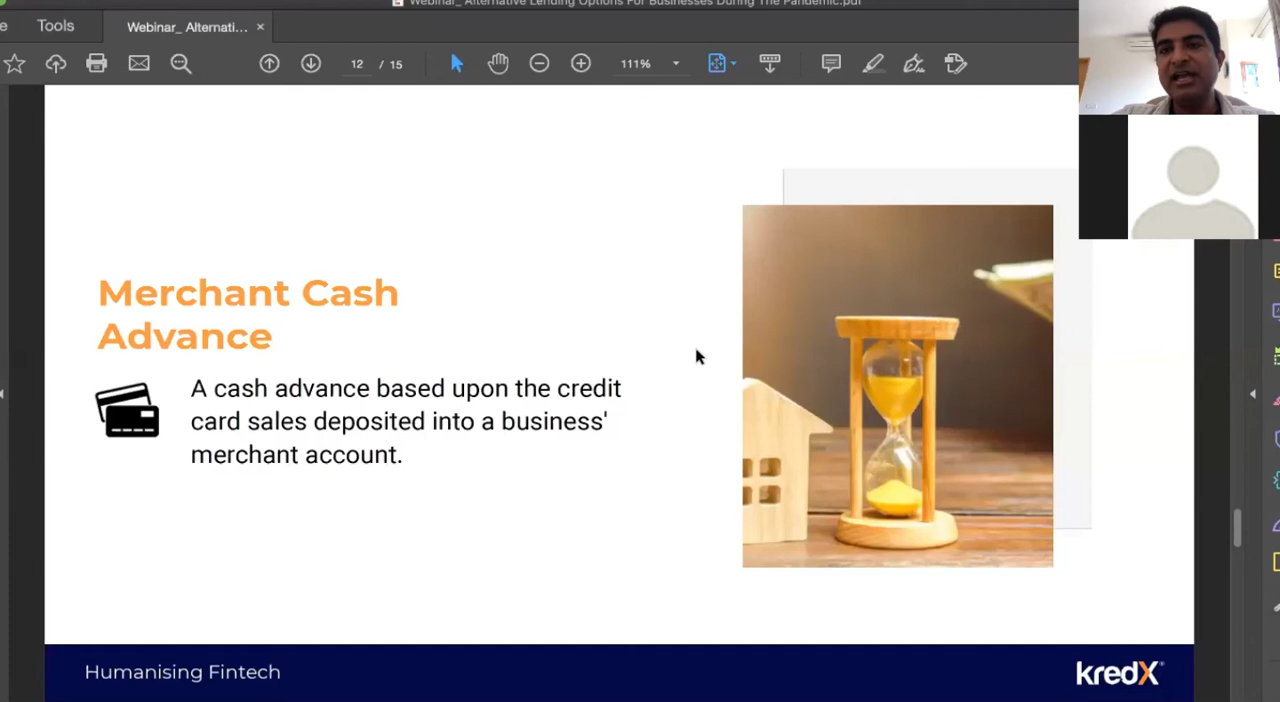 Webinar_ Alternative Lending Options For Businesses During The Pandemic.pdf
Tools
Webinar_ Alternati... ×
12 / 15
111%
Merchant Cash
Advance
A cash advance based upon the credit
card sales deposited into a business'
merchant account.
Humanising Fintech
kredX